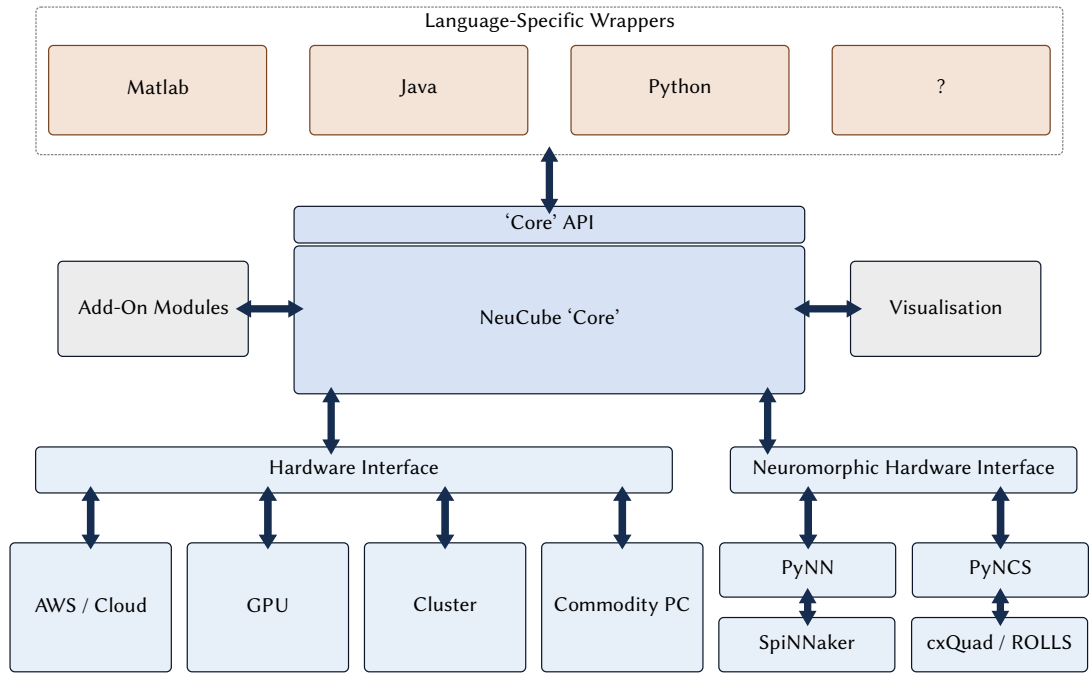 Language-Specific Wrappers
Matlab
Java
Python
?
‘Core’ API
Add-On Modules
NeuCube ‘Core’
Visualisation
Hardware Interface
Neuromorphic Hardware Interface
AWS / Cloud
GPU
Cluster
Commodity PC
PyNN
PyNCS
SpiNNaker
cxQuad / ROLLS